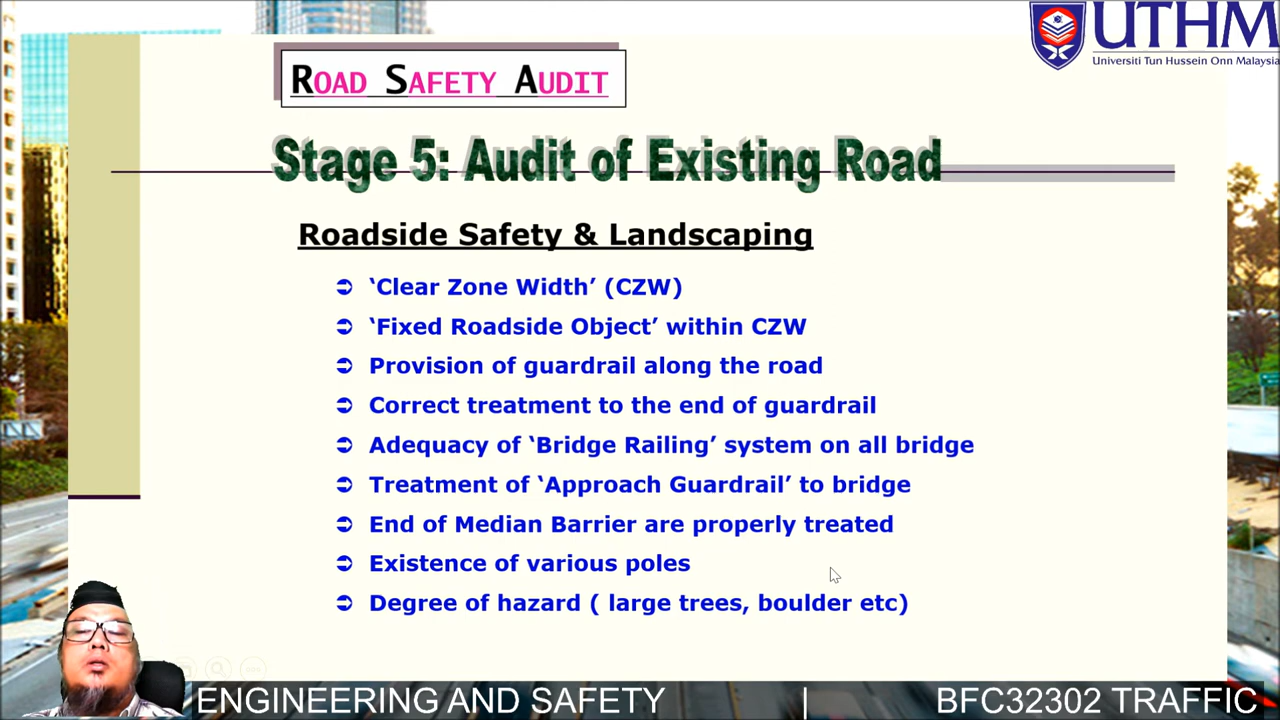 UTHM
Universiti Tun Hussein Onn Malaysia
ROAD SAFETY AUDIT
Stage 5: Audit of Existing Road
Roadside Safety & Landscaping
‘Clear Zone Width’ (CZW)
‘Fixed Roadside Object’ within CZW
Provision of guardrail along the road
Correct treatment to the end of guardrail
Adequacy of ‘Bridge Railing’ system on all bridge
Treatment of ‘Approach Guardrail’ to bridge
End of Median Barrier are properly treated
Existence of various poles
Degree of hazard ( large trees, boulder etc)
ENGINEERING AND SAFETY | BFC32302 TRAFFIC